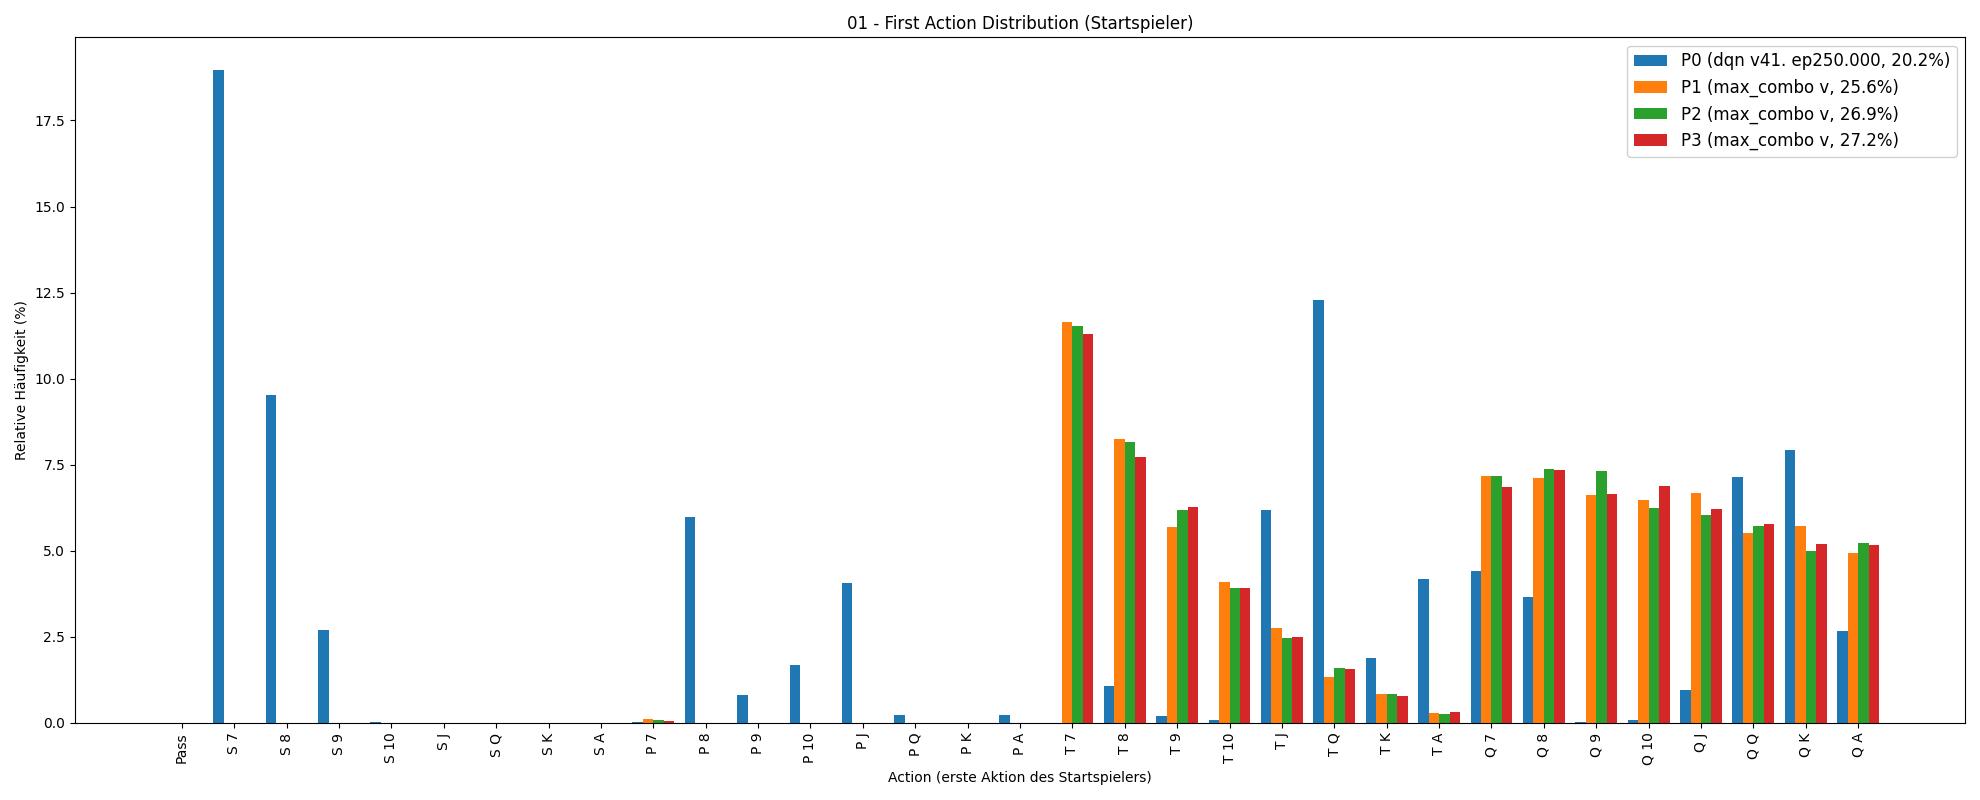 01 - First Action Distribution (Startspieler)
P0 (dqn v41. ep250.000, 20.2%)
P1 (max_combo v, 25.6%)
P2 (max_combo v, 26.9%)
P3 (max_combo v, 27.2%)
Relative Häufigkeit (%)
17.5
15.0
12.5
10.0
7.5
5.0
2.5
0.0
Pass
S 7
S 8
S 9
S 10
S J
S Q
S K
S A
P 7
P 8
P 9
P 10
P J
P Q
P K
P A
T 7
T 8
T 9
T 10
T J
T Q
T K
T A
Q 7
Q 8
Q 9
Q 10
Q J
Q Q
Q K
Q A
Action (erste Aktion des Startspielers)